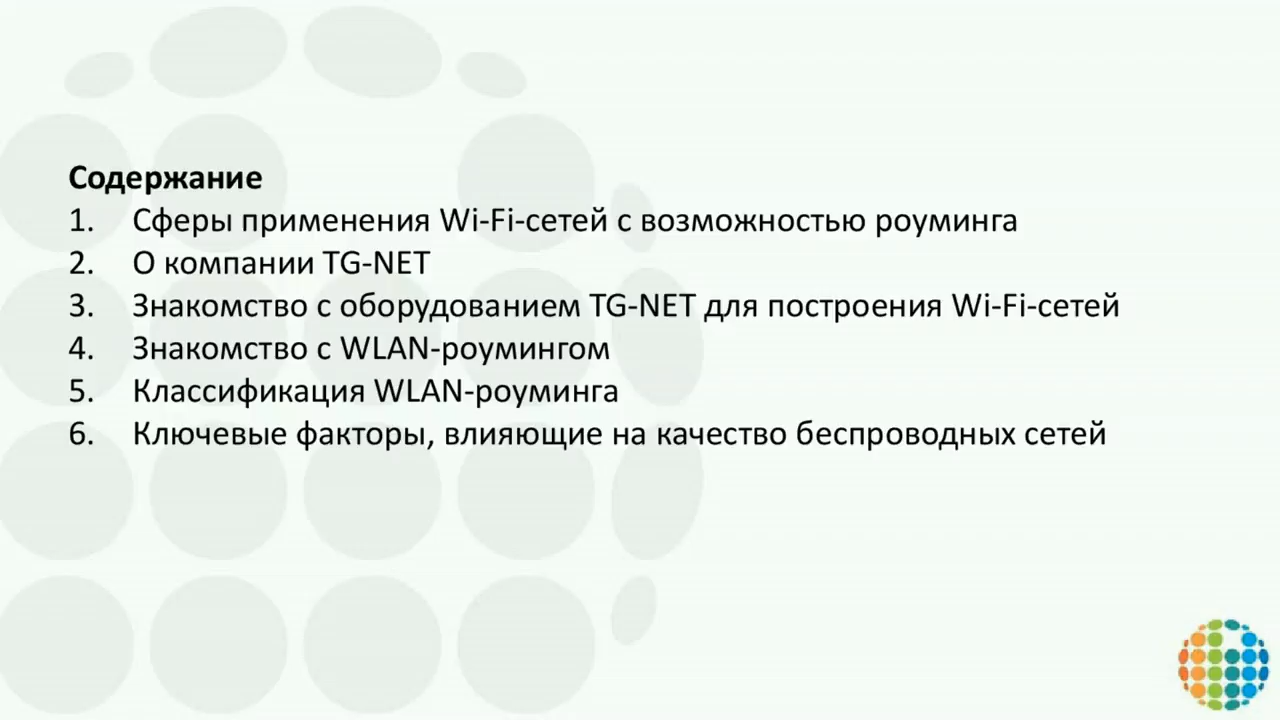 Содержание
1. Сферы применения Wi-Fi-сетей с возможностью роуминга
2. О компании TG-NET
3. Знакомство с оборудованием TG-NET для построения Wi-Fi-сетей
4. Знакомство с WLAN-роумингом
5. Классификация WLAN-роуминга
6. Ключевые факторы, влияющие на качество беспроводных сетей